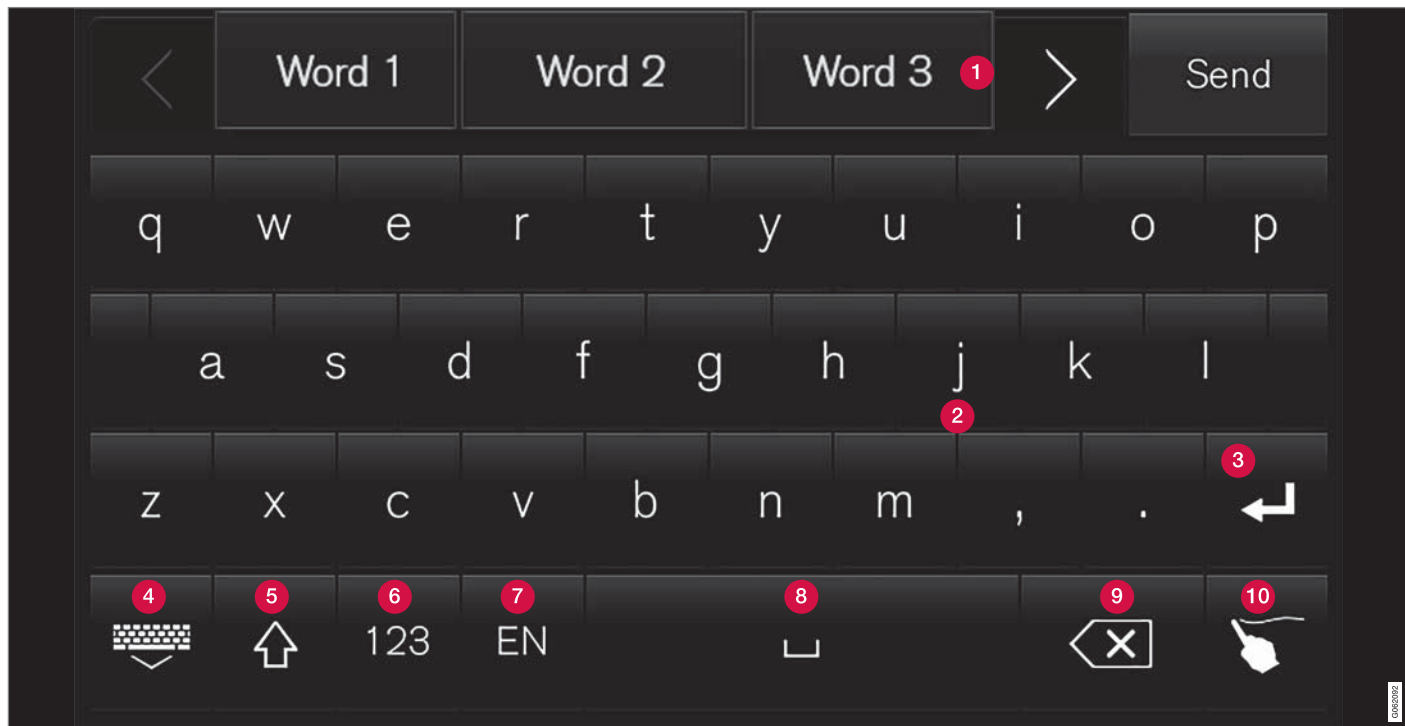 Word 1 Word 2 Word 3 1 Send
q w e r t y u i o p
a s d f g h j k l
2
3
z x c v b n m , .
4 5 6 7 8 9 10
123 EN
G062092